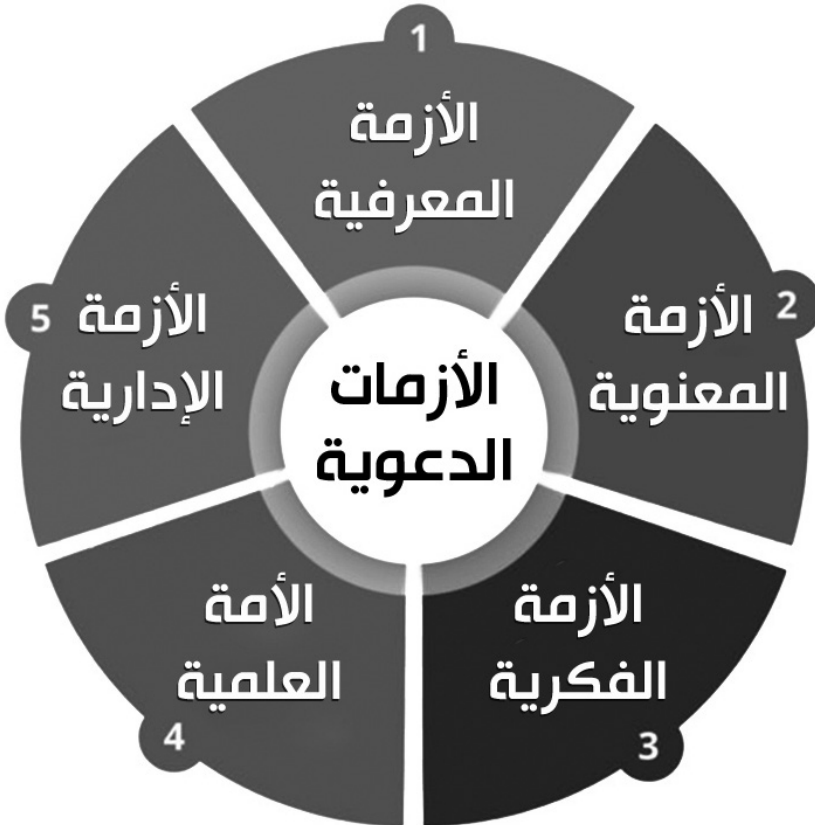 1
الأزمة
المعرفية
2
الأزمة
المعنوية
3
الأزمة
الفكرية
4
الأمة
العلمية
5
الأزمة
الإدارية
الأزمات
الدعوية